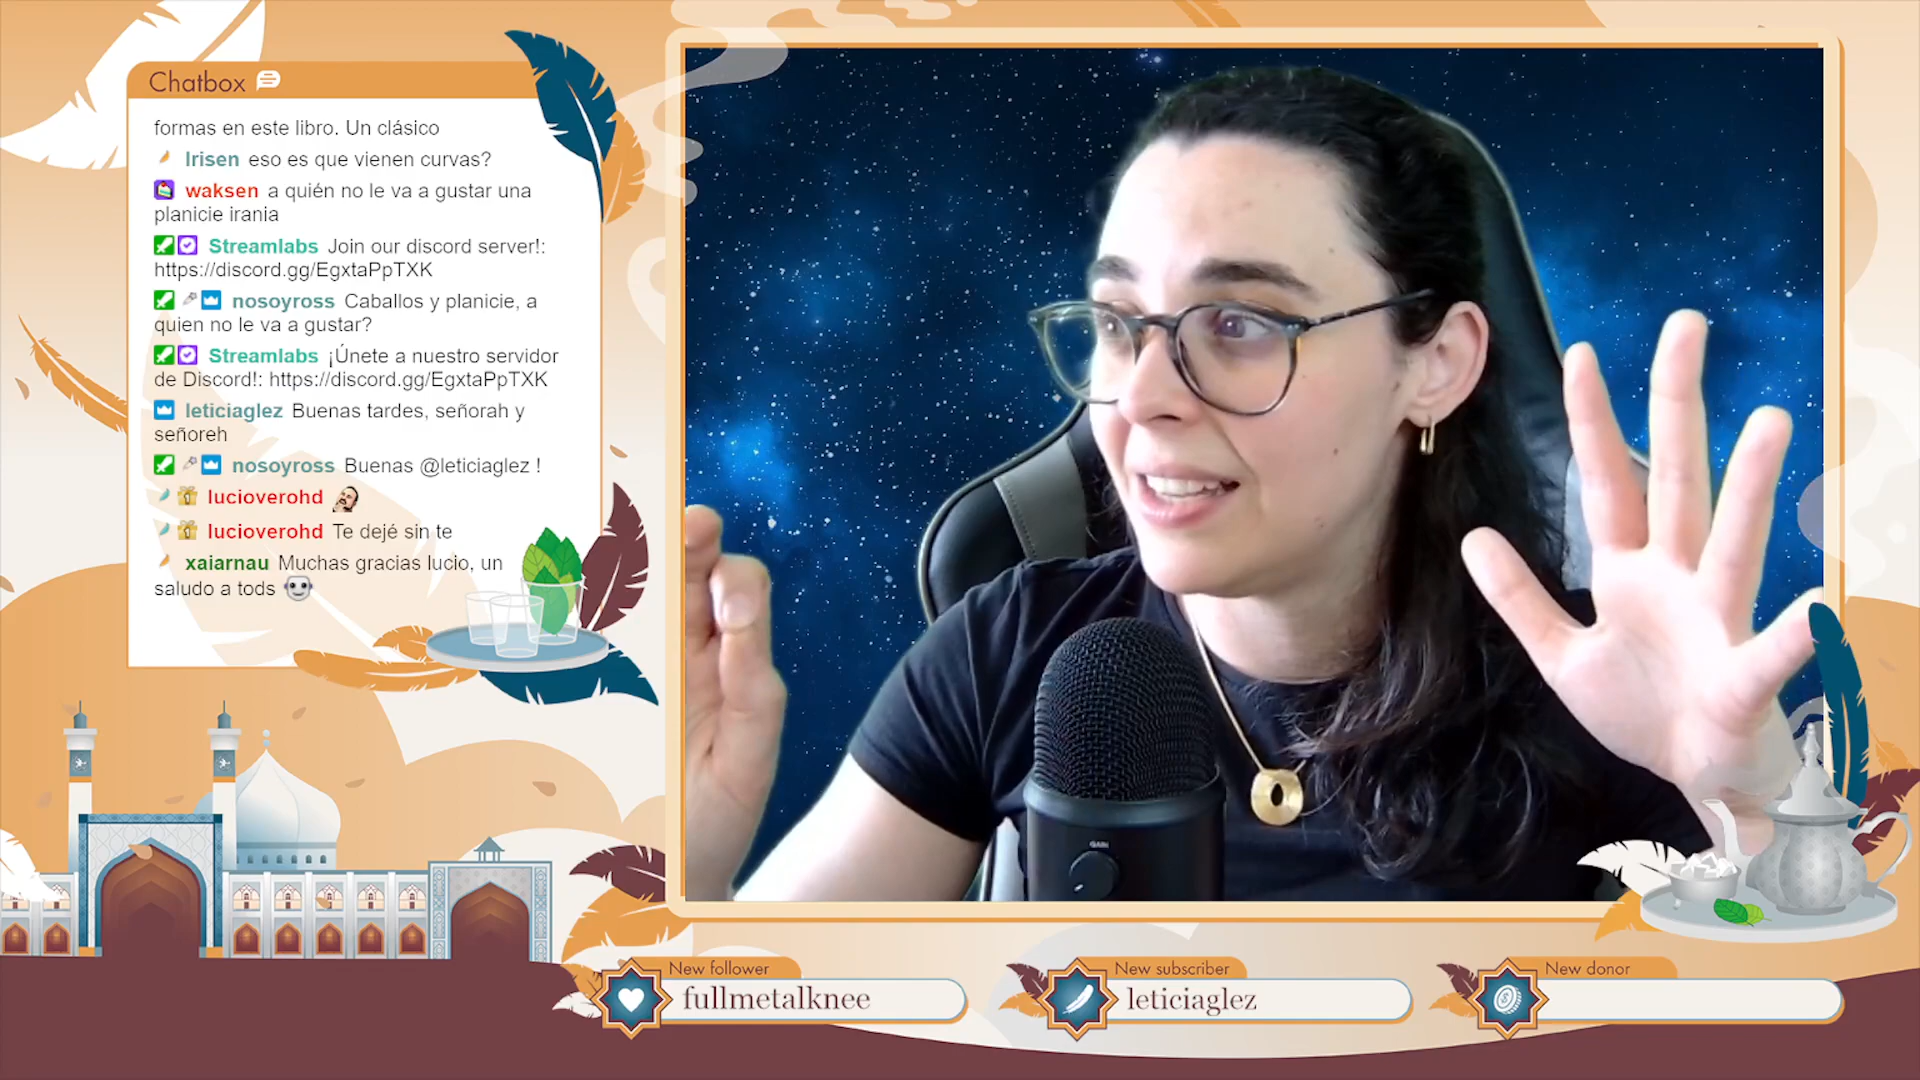 Chatbox
formas en este libro. Un clásico
Irisen eso es que vienen curvas?
waksen a quién no le va a gustar una
planicie irania
Streamlabs Join our discord server!:
https://discord.gg/EgxtaPpTXK
nosoyross Caballos y planicie, a
quien no le va a gustar?
Streamlabs ¡Únete a nuestro servidor
de Discord!: https://discord.gg/EgxtaPpTXK
leticiaglez Buenas tardes, señorah y
señoreh
nosoyross Buenas @leticiaglez !
lucioverohd
lucioverohd Te dejé sin te
xaiarnau Muchas gracias lucio, un
saludo a tods
GAIN
New follower
fullmetalknee
New subscriber
leticiaglez
New donor